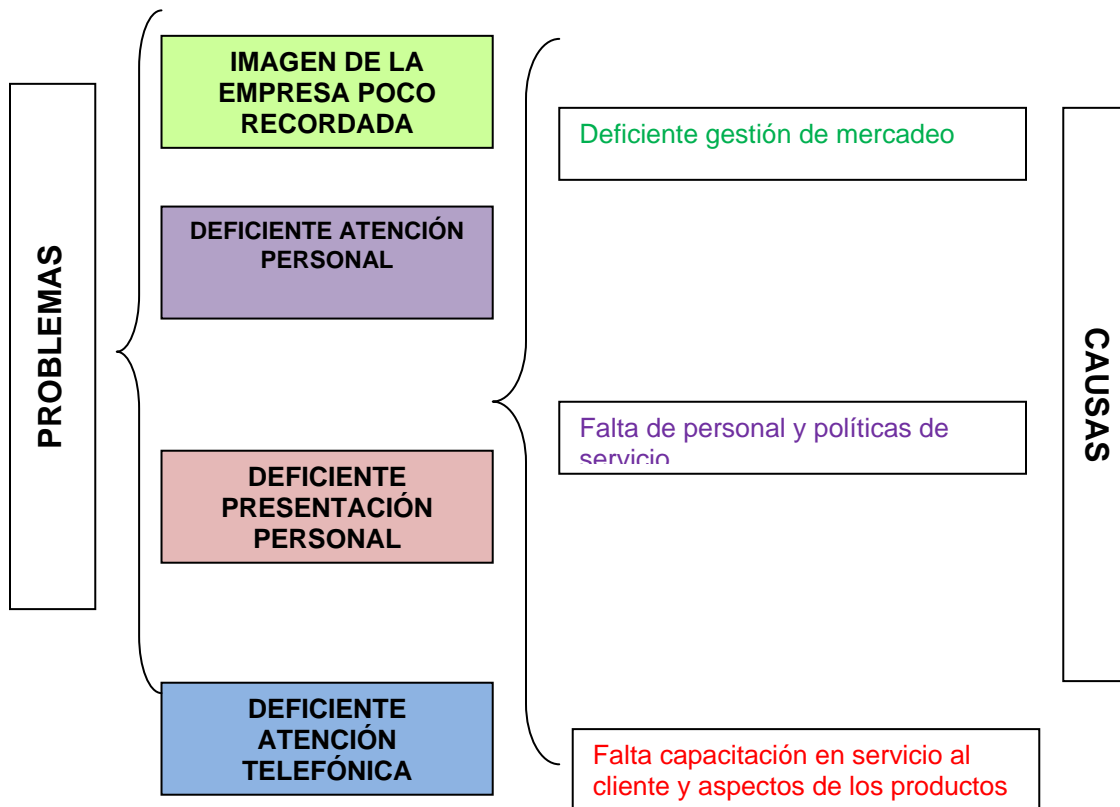 PROBLEMAS
IMAGEN DE LA
EMPRESA POCO
RECORDADA
DEFICIENTE ATENCIÓN
PERSONAL
DEFICIENTE
PRESENTACIÓN
PERSONAL
DEFICIENTE
ATENCIÓN
TELEFÓNICA
Deficiente gestión de mercadeo
Falta de personal y políticas de
servicio
Falta capacitación en servicio al
cliente y aspectos de los productos
CAUSAS